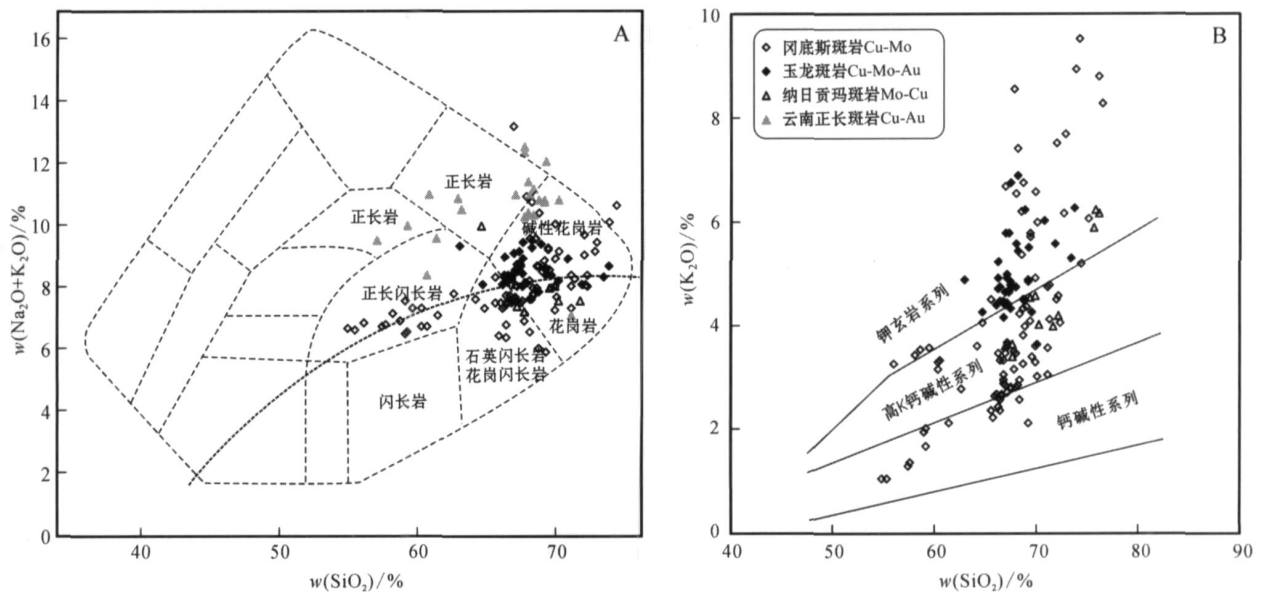 A
16
14
12
10
8
6
4
2
0
40
50
60
70
w(Na₂O+K₂O)/%
w(SiO₂)/%
正长岩
正长岩
碱性花岗岩
正长闪长岩
花岗岩
石英闪长岩
花岗闪长岩
闪长岩
B
10
8
6
4
2
0
40
50
60
70
80
90
w(K₂O)/%
w(SiO₂)/%
冈底斯斑岩Cu-Mo
玉龙斑岩Cu-Mo-Au
纳日贡玛斑岩Mo-Cu
云南正长斑岩Cu-Au
钾玄岩系列
高K钙碱性系列
钙碱性系列